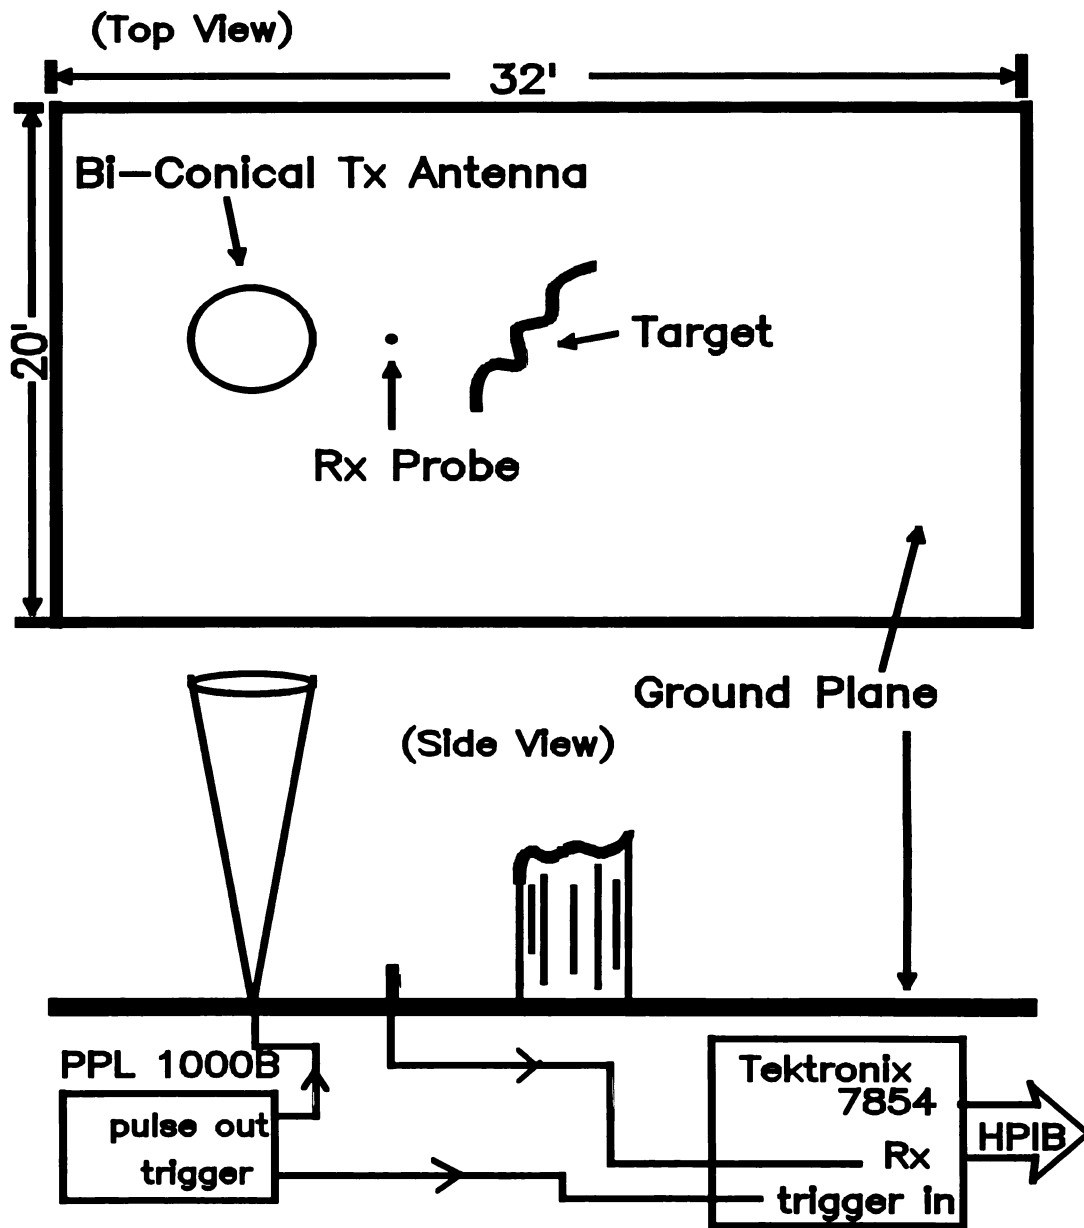 (Top View)
32'
20'
Bi-Conical Tx Antenna
Target
Rx Probe
Ground Plane
(Side View)
PPL 1000B
pulse out
trigger
Tektronix
7854
Rx
trigger in
HPIB